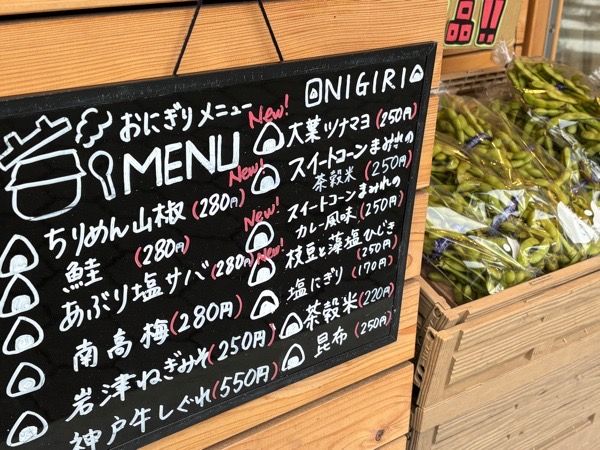 品!!
おにぎりメニュー
MENU
ちりめん山椒(280円)
鮭 (280円)
あぶり塩サバ(280円)
南高梅(280円)
岩津ねぎみそ(250円)
神戸牛しぐれ(550円)
ONIGIRI
New!
大葉ツナマヨ(250円)
New!
スイートコーンまみれの
茶穀米(250円)
New!
スイートコーンまみれの
カレー風味(250円)
New!
枝豆と藻塩ひじき
(250円)
塩にぎり(170円)
茶穀米(220円)
昆布(250円)